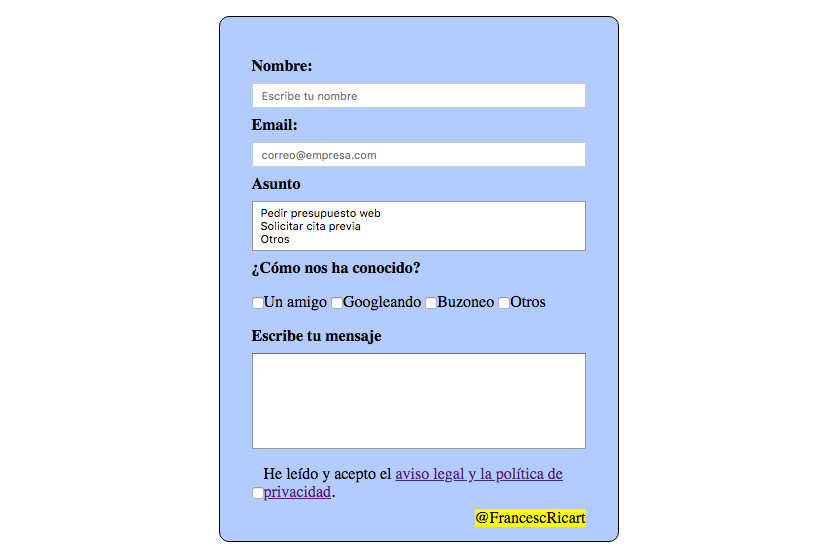 Nombre:
Escribe tu nombre
Email:
correo@empresa.com
Asunto
Pedir presupuesto web
Solicitar cita previa
Otros
¿Cómo nos ha conocido?
Un amigo Googleando Buzoneo Otros
Escribe tu mensaje
He leído y acepto el aviso legal y la política de
privacidad.
@FrancescRicart